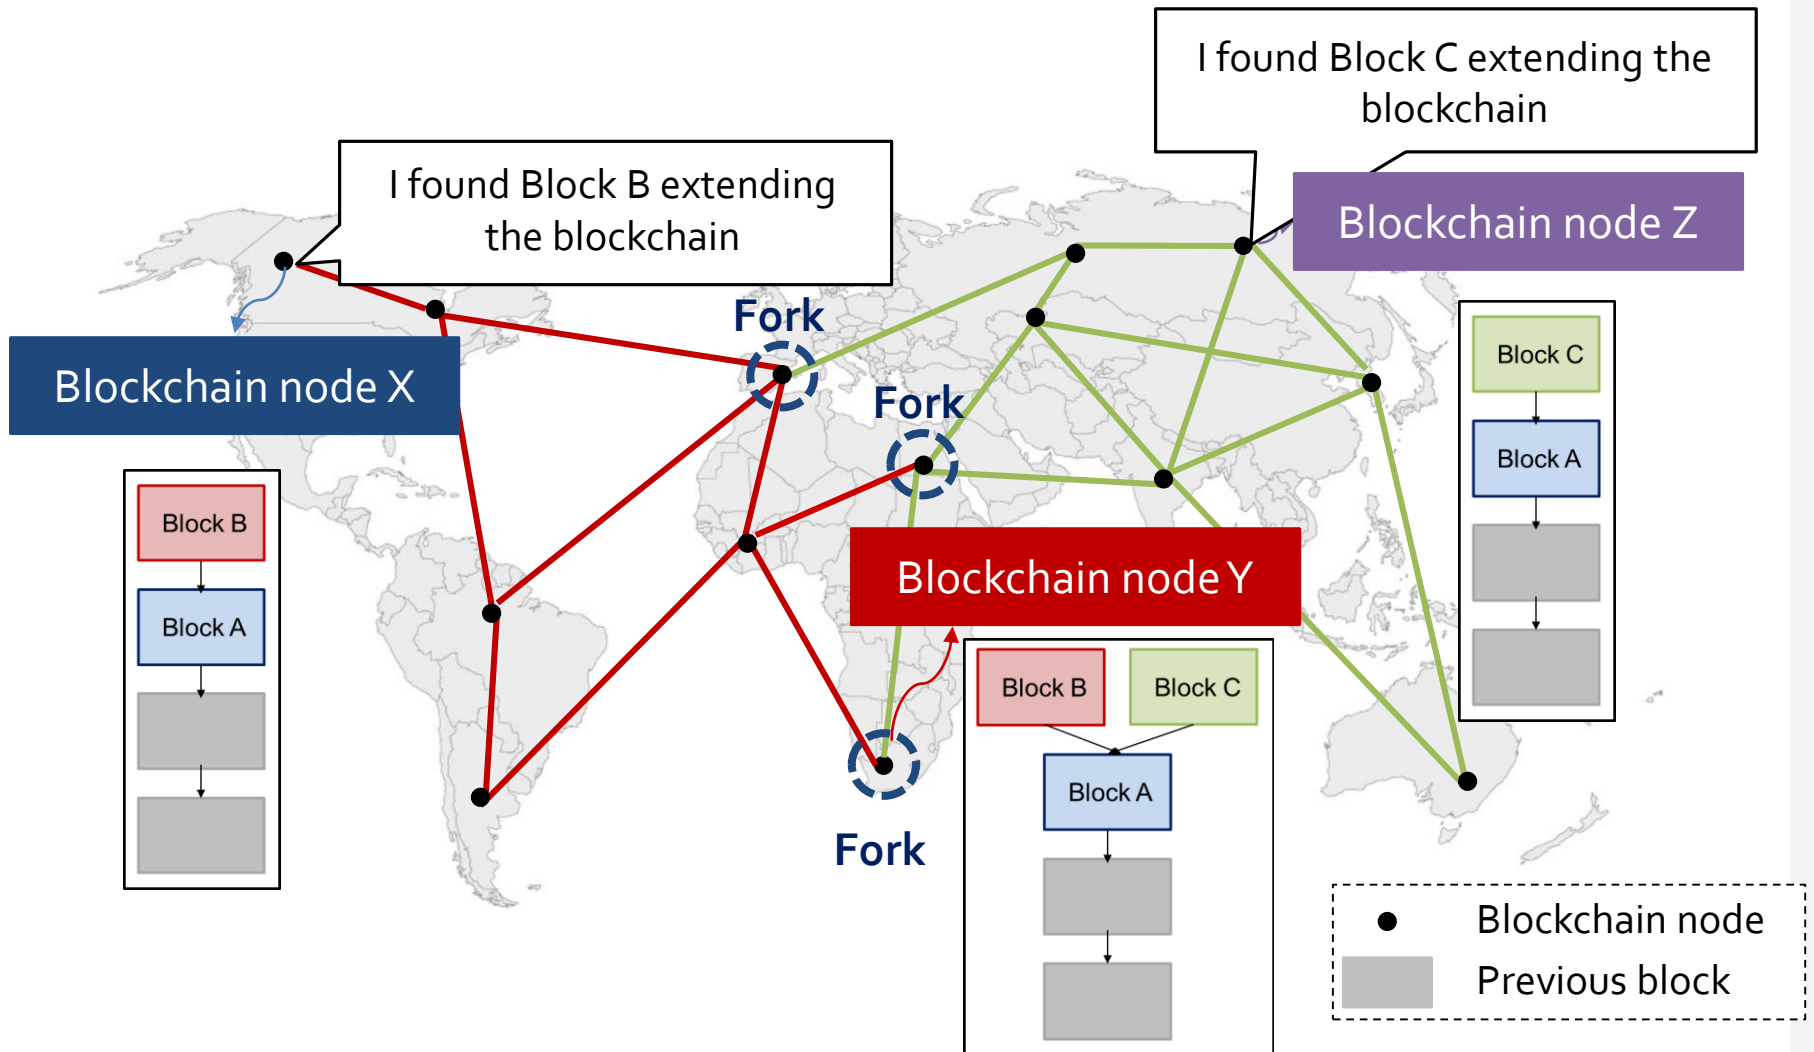 I found Block C extending the
blockchain
I found Block B extending
the blockchain
Blockchain node Z
Fork
Blockchain node X
Fork
Block C
Block A
Block B
Block A
Blockchain node Y
Block B
Block C
Block A
Fork
Blockchain node
Previous block